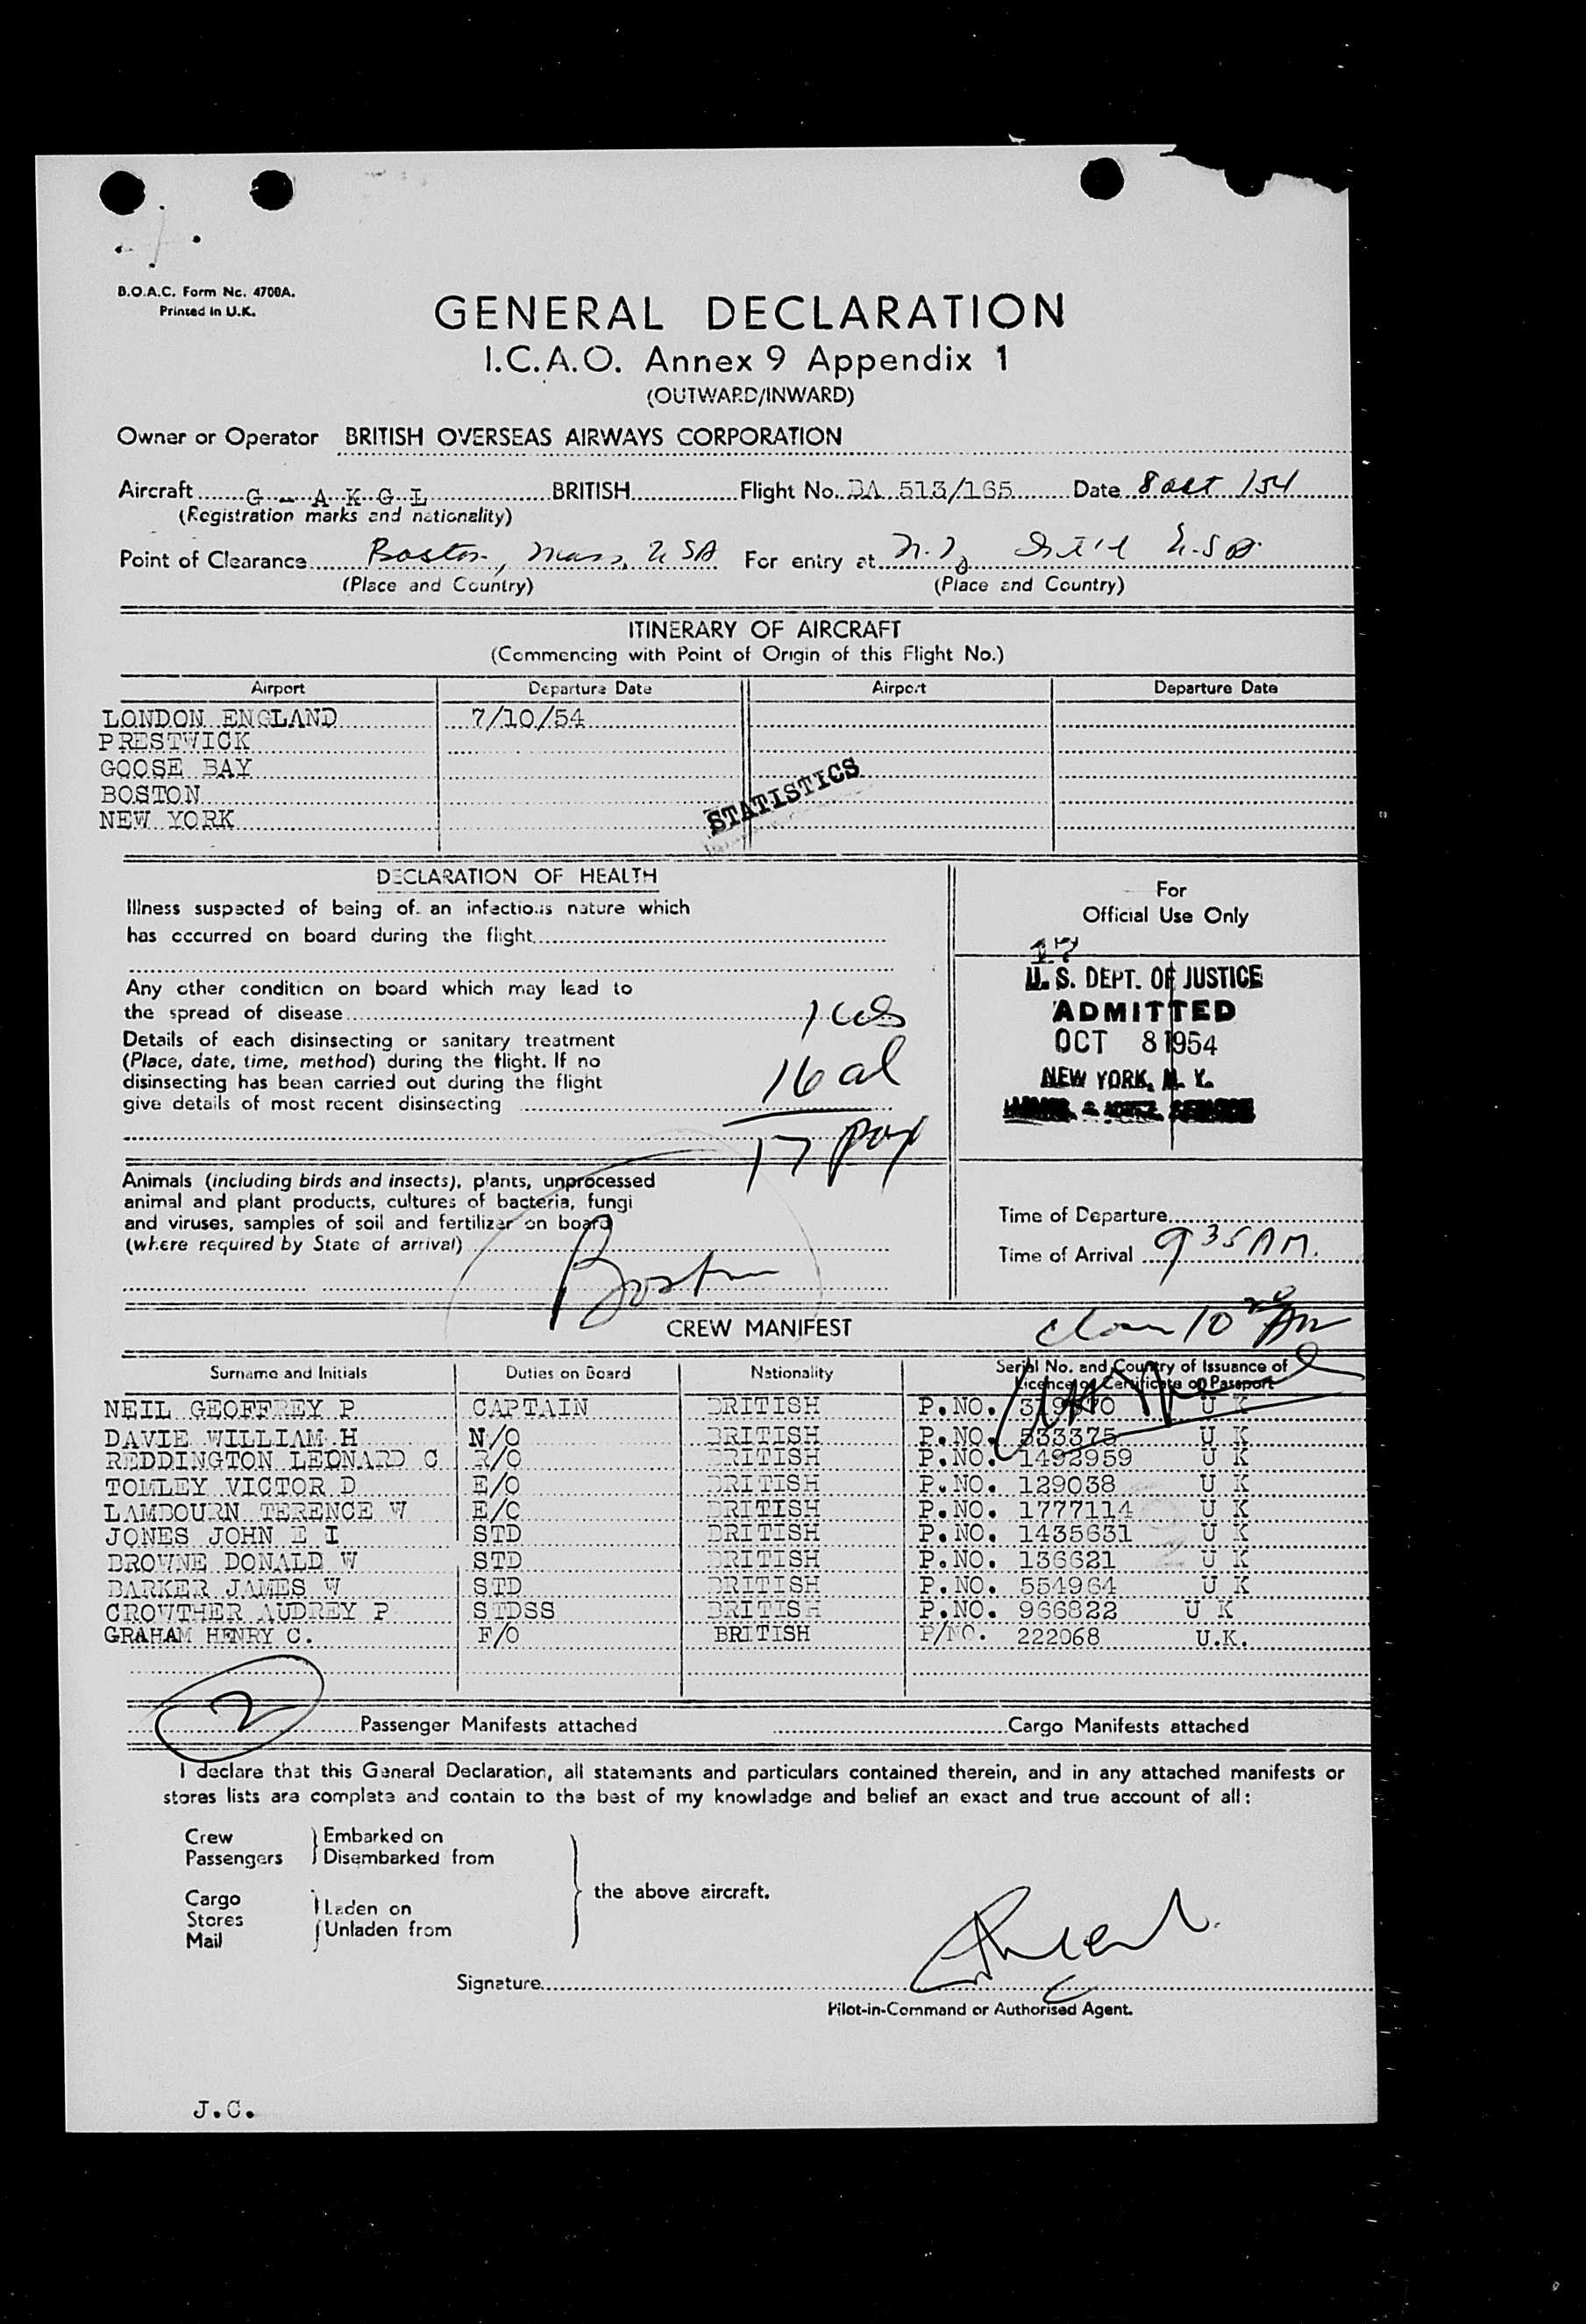 B.O.A.C. Form No. 4700A.
Printed in U.K.
GENERAL DECLARATION
I.C.A.O. Annex 9 Appendix 1
(OUTWARD/INWARD)
Owner or Operator BRITISH OVERSEAS AIRWAYS CORPORATION
Aircraft G - A K G L BRITISH Flight No. BA 513/165 Date 8 Oct /54
(Registration marks and nationality)
Point of Clearance Boston, Mass, USA For entry at N.Y. U.S.A.
(Place and Country) (Place and Country)
ITINERARY OF AIRCRAFT
(Commencing with Point of Origin of this Flight No.)
Airport Departure Date Airport Departure Date
LONDON ENGLAND 7/10/54
PRESTWICK
GOOSE BAY
BOSTON
NEW YORK
STATISTICS
DECLARATION OF HEALTH
Illness suspected of being of an infectious nature which
has occurred on board during the flight
Any other condition on board which may lead to
the spread of disease
Details of each disinsecting or sanitary treatment
(Place, date, time, method) during the flight. If no
disinsecting has been carried out during the flight
give details of most recent disinsecting
1 US
16 al
17 pax
Animals (including birds and insects), plants, unprocessed
animal and plant products, cultures of bacteria, fungi
and viruses, samples of soil and fertilizer on board
(where required by State of arrival)
Boston
For
Official Use Only
17
U. S. DEPT. OF JUSTICE
ADMITTED
OCT 8 1954
NEW YORK, N. Y.
Time of Departure
Time of Arrival 9 35 AM.
CREW MANIFEST
Surname and Initials Duties on Board Nationality Serial No. and Country of Issuance of
Licence or Certificate or Passport
NEIL GEOFFREY P CAPTAIN BRITISH P.NO. U K
DAVIE WILLIAM H N/O BRITISH P.NO. 533375 U K
REDDINGTON LEONARD C R/O BRITISH P.NO. 1492959 U K
TOMLEY VICTOR D E/O BRITISH P.NO. 129038 U K
LAMBOURN TERENCE W E/O BRITISH P.NO. 1777114 U K
JONES JOHN E I STD BRITISH P.NO. 1435631 U K
BROWNE DONALD W STD BRITISH P.NO. 136621 U K
BARKER JAMES W STD BRITISH P.NO. 554964 U K
CROWTHER AUDREY P STDSS BRITISH P.NO. 966822 U K
GRAHAM HENRY C. F/O BRITISH P/NO. 222068 U.K.
2 Passenger Manifests attached Cargo Manifests attached
I declare that this General Declaration, all statements and particulars contained therein, and in any attached manifests or
stores lists are complete and contain to the best of my knowledge and belief an exact and true account of all:
Crew Embarked on
Passengers Disembarked from
the above aircraft.
Cargo Laden on
Stores
Mail Unladen from
Signature
Pilot-in-Command or Authorised Agent.
J.C.